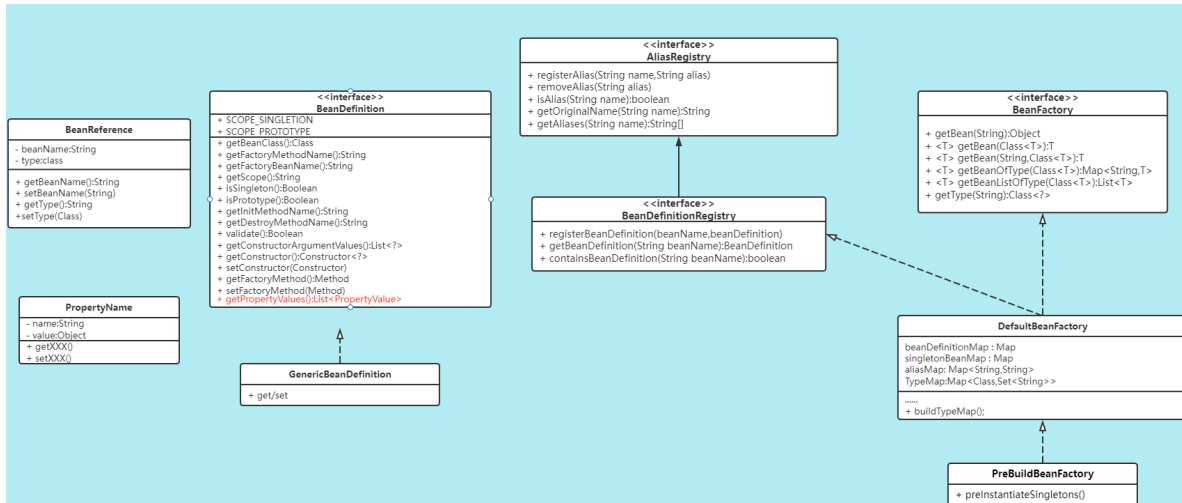 BeanReference
- beanName:String
- type:class
+ getBeanName():String
+ setBeanName(String)
+ getType():String
+setType(Class)
PropertyName
- name:String
- value:Object
+ getXXX()
+ setXXX()
<<interface>>
BeanDefinition
+ SCOPE_SINGLETION
+ SCOPE_PROTOTYPE
+ getBeanClass():Class
+ getFactoryMethodName():String
+ getFactoryBeanName():String
+ getScope():String
+ isSingleton():Boolean
+ isPrototype():Boolean
+ getInitMethodName():String
+ getDestroyMethodName():String
+ validate():Boolean
+ getConstructorArgumentValues():List<?>
+ getConstructor():Constructor<?>
+ setConstructor(Constructor)
+ getFactoryMethod():Method
+ setFactoryMethod(Method)
+ getPropertyValues():List<PropertyValue>
GenericBeanDefinition
+ get/set
<<interface>>
AliasRegistry
+ registerAlias(String name,String alias)
+ removeAlias(String alias)
+ isAlias(String name):boolean
+ getOriginalName(String name):String
+ getAliases(String name):String[]
<<interface>>
BeanDefinitionRegistry
+ registerBeanDefinition(beanName,beanDefinition)
+ getBeanDefinition(String beanName):BeanDefinition
+ containsBeanDefinition(String beanName):boolean
<<interface>>
BeanFactory
+ getBean(String):Object
+ <T> getBean(Class<T>):T
+ <T> getBean(String,Class<T>):T
+ <T> getBeanOfType(Class<T>):Map<String,T>
+ <T> getBeanListOfType(Class<T>):List<T>
+ getType(String):Class<?>
DefaultBeanFactory
beanDefinitionMap : Map
singletonBeanMap : Map
aliasMap: Map<String,String>
TypeMap:Map<Class,Set<String>>
......
+ buildTypeMap();
PreBuildBeanFactory
+ preInstantiateSingletons()